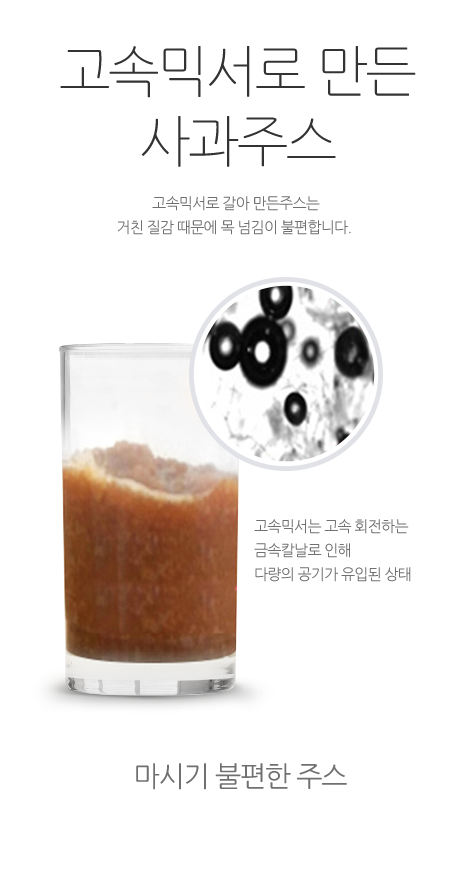 고속믹서로 만든
사과주스
고속믹서로 갈아 만든주스는
거친 질감 때문에 목 넘김이 불편합니다.
고속믹서는 고속 회전하는
금속칼날로 인해
다량의 공기가 유입된 상태
마시기 불편한 주스